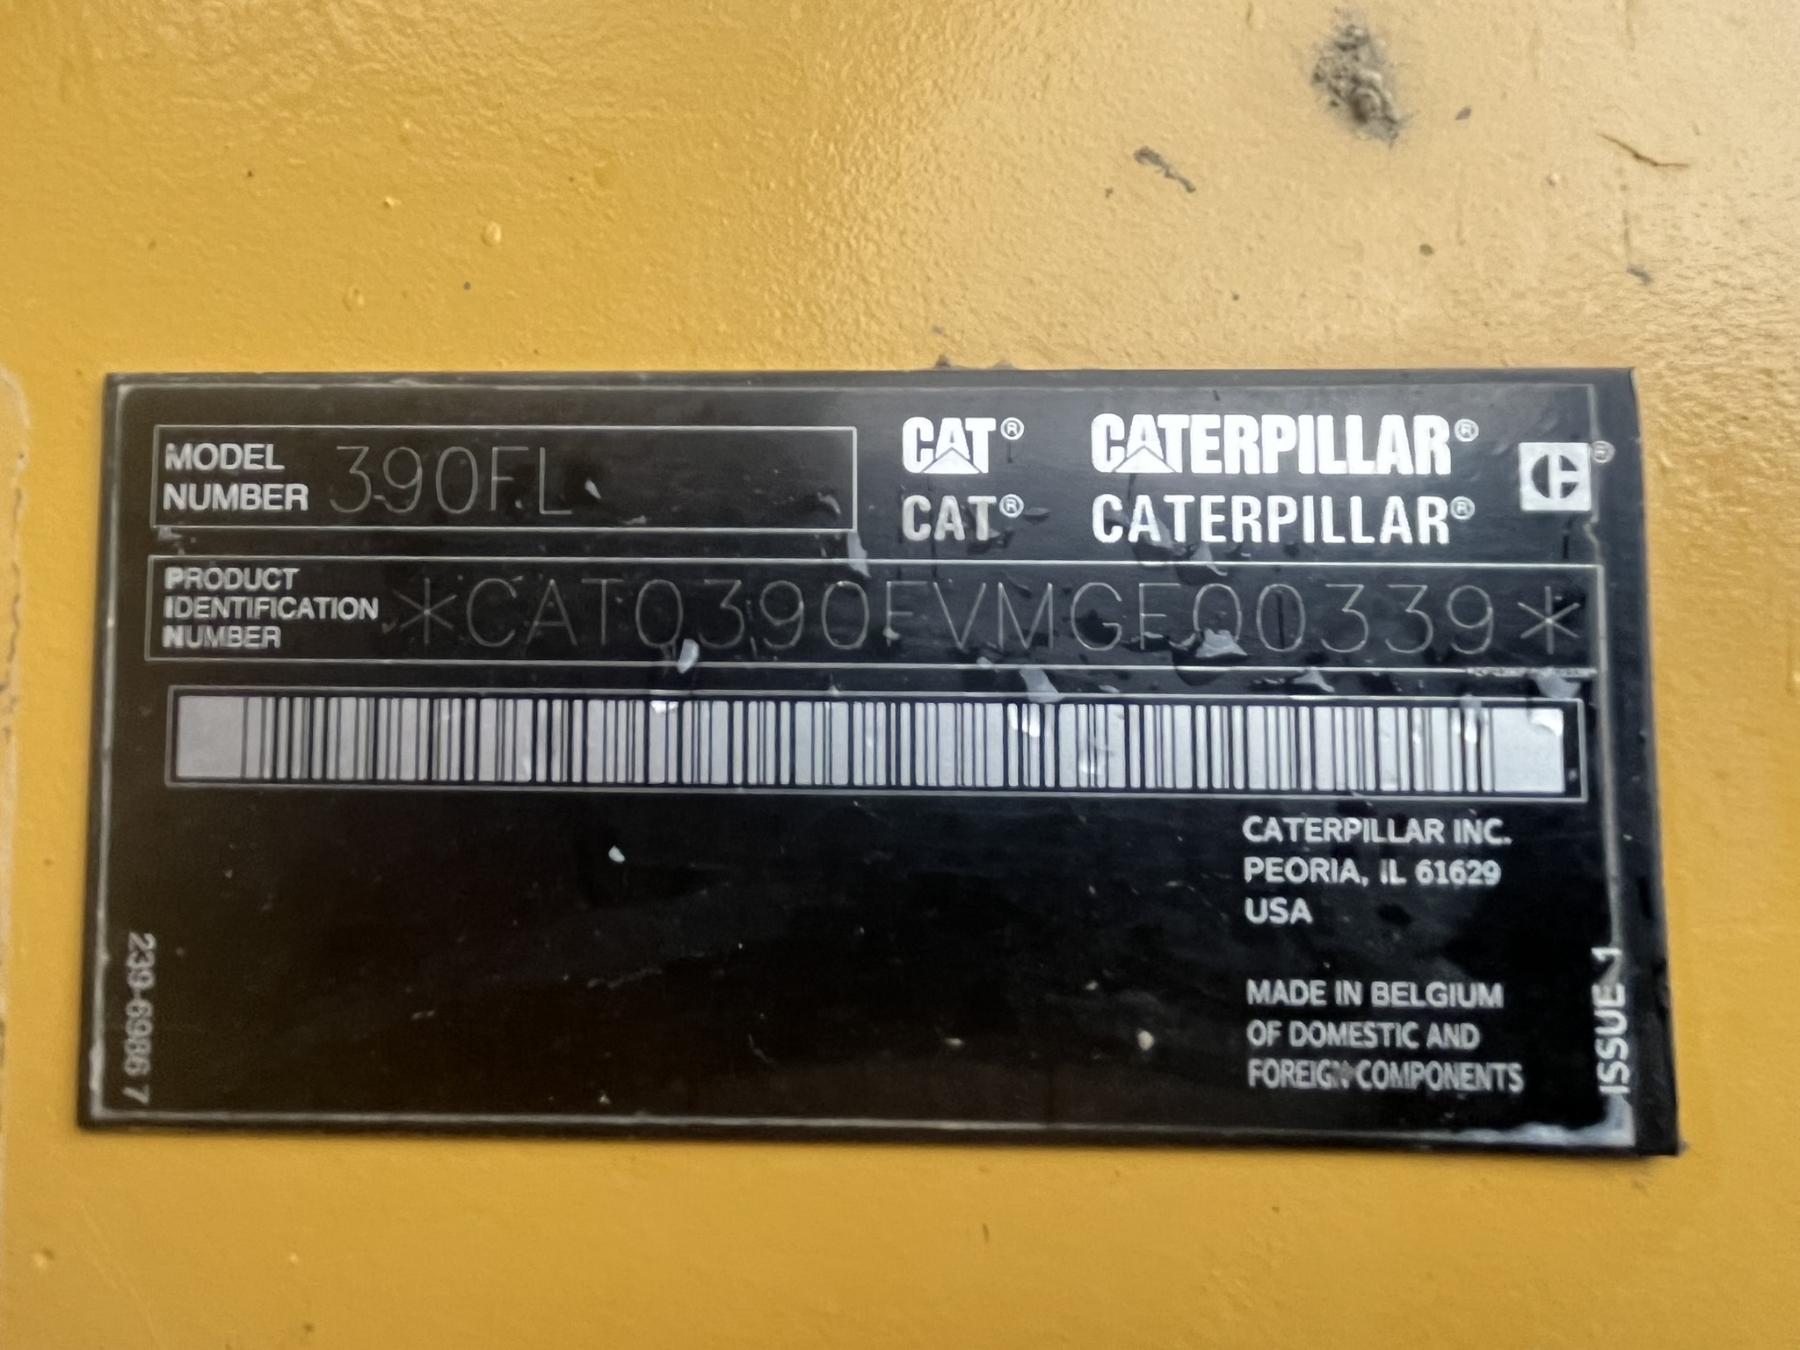 MODEL NUMBER 390FL
CAT® CATERPILLAR®
CAT® CATERPILLAR®
PRODUCT IDENTIFICATION NUMBER *CAT0390FVMGF00339*
CATERPILLAR INC.
PEORIA, IL 61629
USA
MADE IN BELGIUM
OF DOMESTIC AND
FOREIGN COMPONENTS
239-6986 7
ISSUE 1